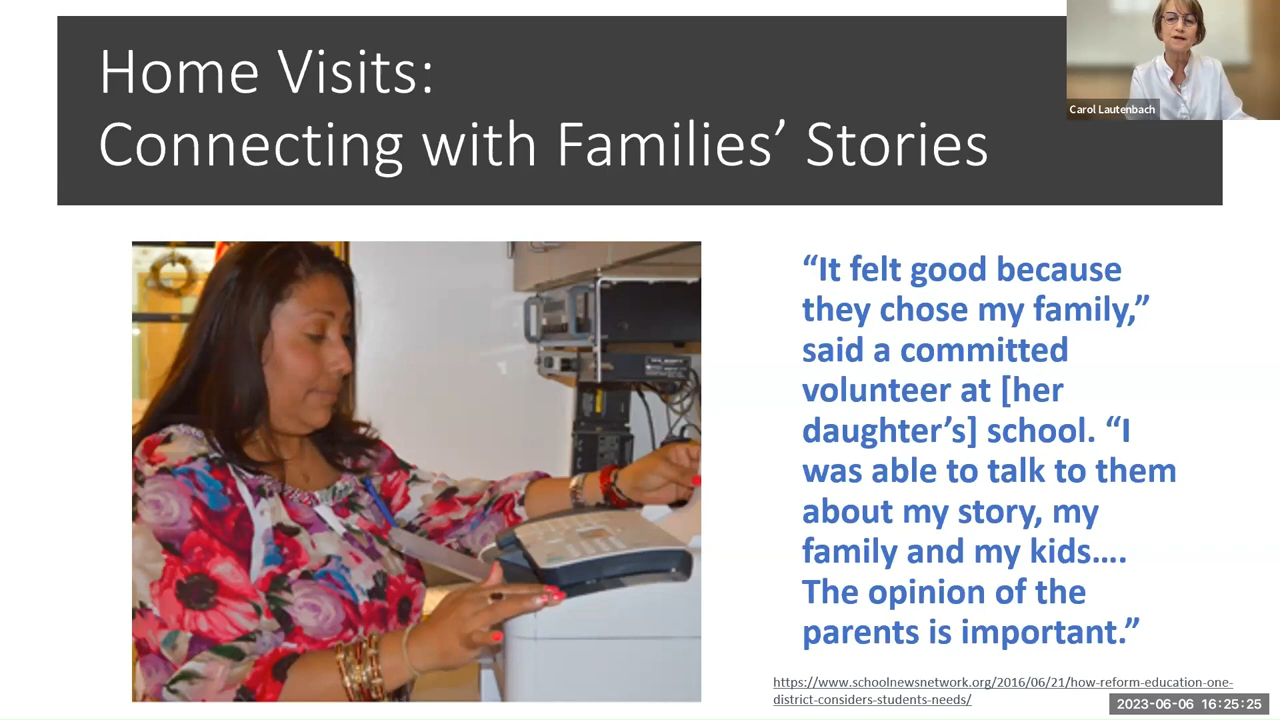 Home Visits:
Connecting with Families’ Stories
Carol Lautenbach
“It felt good because
they chose my family,”
said a committed
volunteer at [her
daughter’s] school. “I
was able to talk to them
about my story, my
family and my kids….
The opinion of the
parents is important.”
https://www.schoolnewsnetwork.org/2016/06/21/how-reform-education-one-
district-considers-students-needs/
2023-06-06 16:25:25